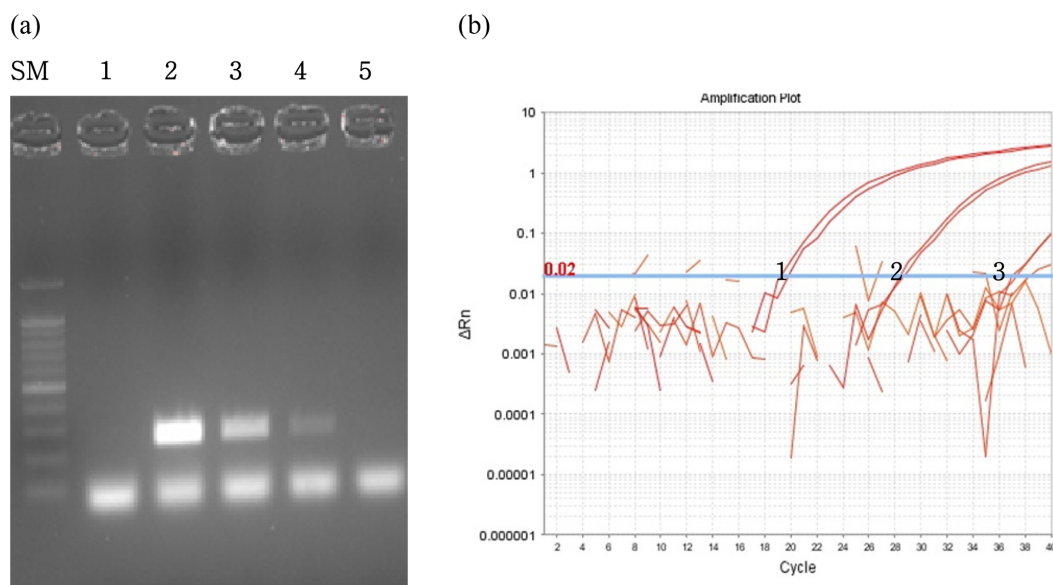 (a)
SM 1 2 3 4 5
(b)
Amplification Plot
10
1
0.1
0.02
0.01
0.001
0.0001
0.00001
0.000001
ΔRn
1 2 3
2 4 6 8 10 12 14 16 18 20 22 24 26 28 30 32 34 36 38 40
Cycle